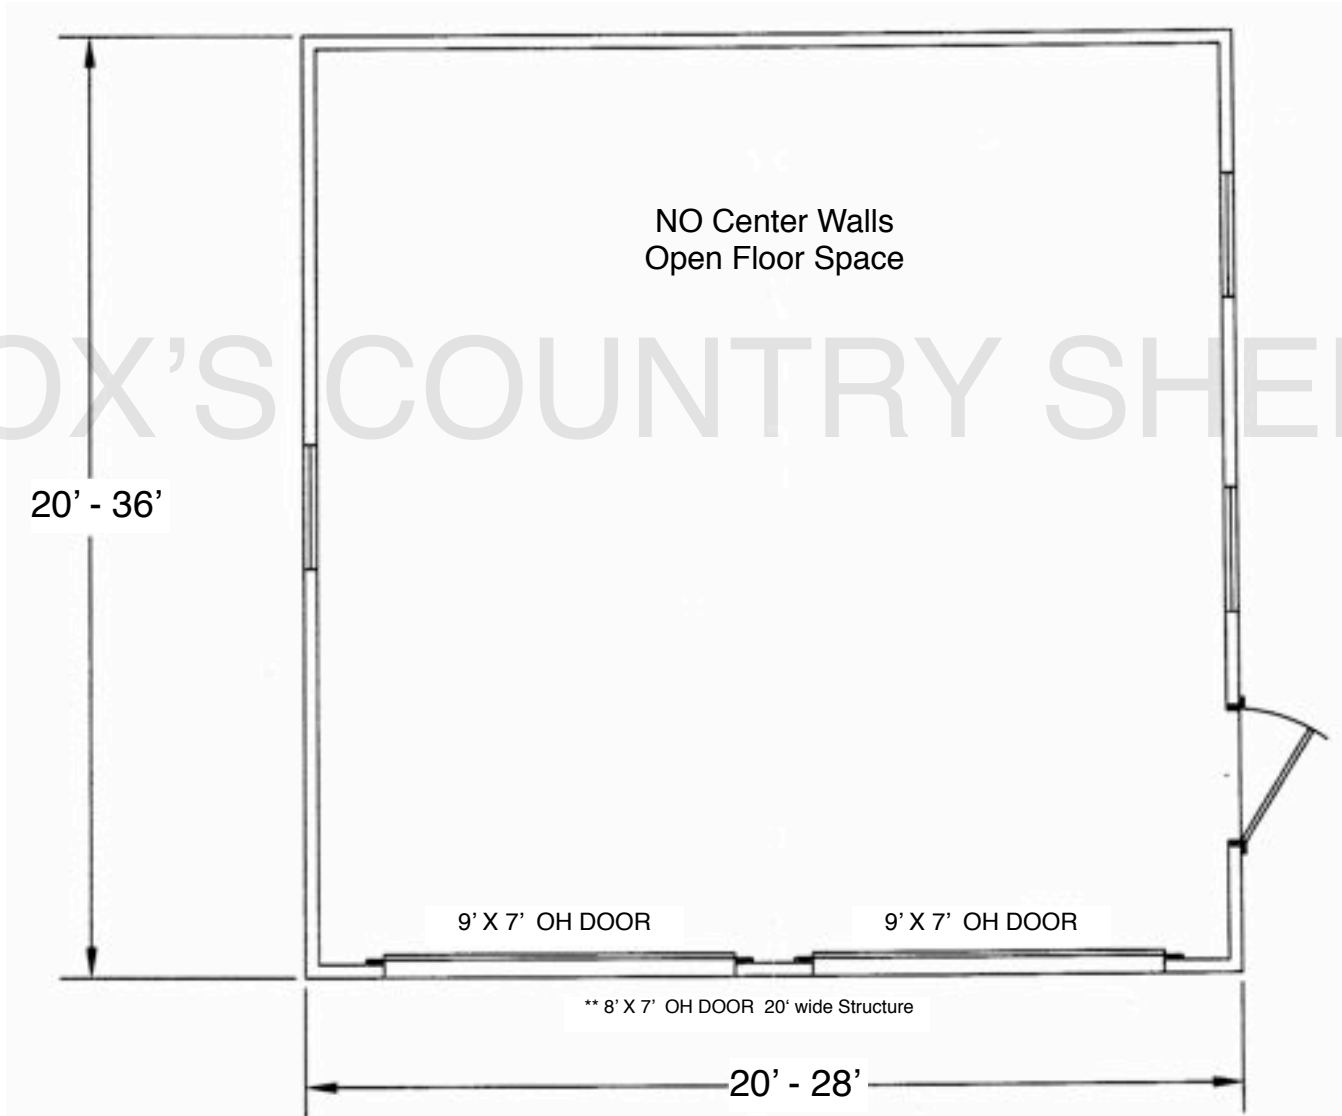 NO Center Walls
Open Floor Space
OX’S COUNTRY SHE
20’ - 36’
9’ X 7’  OH DOOR
9’ X 7’  OH DOOR
** 8’ X 7’  OH DOOR  20‘ wide Structure
20’ - 28’